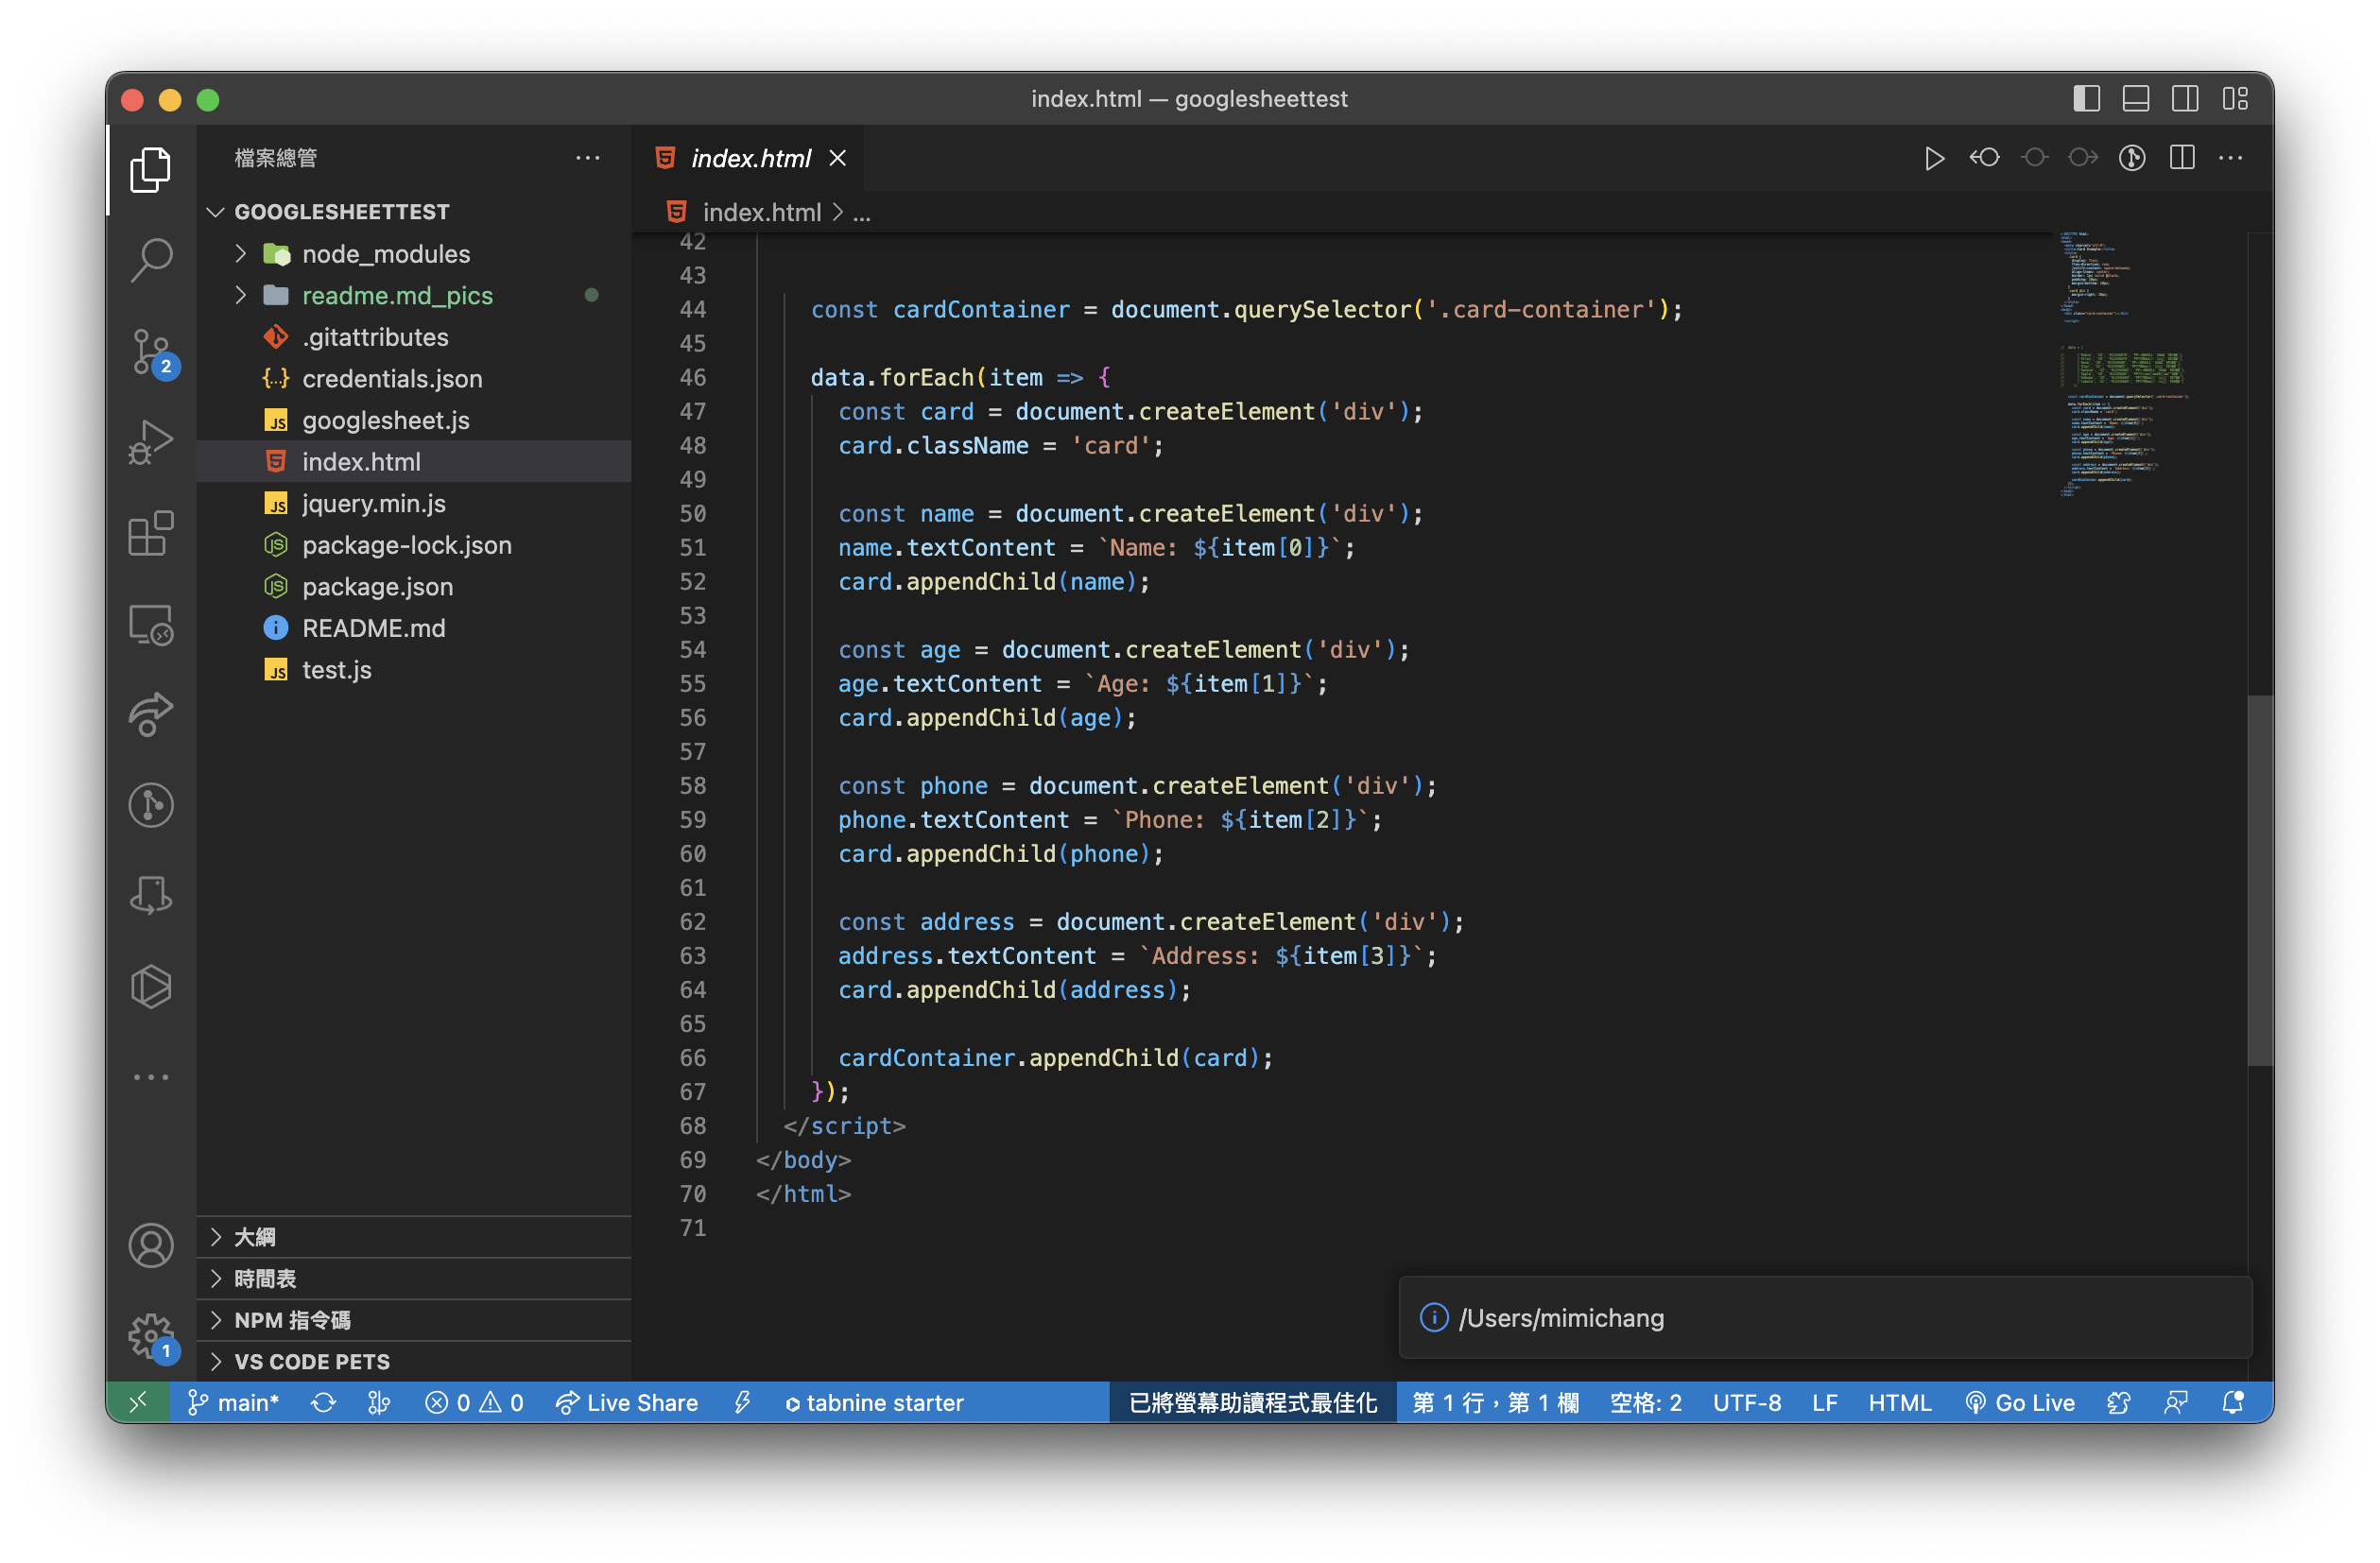 index.html — googlesheettest
檔案總管
GOOGLESHEETTEST
node_modules
readme.md_pics
.gitattributes
credentials.json
googlesheet.js
index.html
jquery.min.js
package-lock.json
package.json
README.md
test.js
大綱
時間表
NPM 指令碼
VS CODE PETS
2
1
index.html
index.html > ...
42
43
44 const cardContainer = document.querySelector('.card-container');
45
46 data.forEach(item => {
47 const card = document.createElement('div');
48 card.className = 'card';
49
50 const name = document.createElement('div');
51 name.textContent = `Name: ${item[0]}`;
52 card.appendChild(name);
53
54 const age = document.createElement('div');
55 age.textContent = `Age: ${item[1]}`;
56 card.appendChild(age);
57
58 const phone = document.createElement('div');
59 phone.textContent = `Phone: ${item[2]}`;
60 card.appendChild(phone);
61
62 const address = document.createElement('div');
63 address.textContent = `Address: ${item[3]}`;
64 card.appendChild(address);
65
66 cardContainer.appendChild(card);
67 });
68 </script>
69 </body>
70 </html>
71
/Users/mimichang
main* 0 0 Live Share tabnine starter 已將螢幕助讀程式最佳化 第 1 行，第 1 欄 空格: 2 UTF-8 LF HTML Go Live